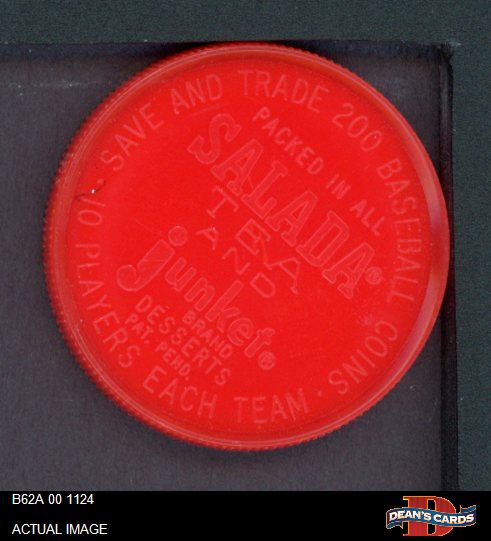 SAVE AND TRADE 200 BASEBALL COINS · 10 PLAYERS EACH TEAM ·
PACKED IN ALL
SALADA®
TEA
AND
junket®
BRAND
DESSERTS
PAT. PEND.
B62A 00 1124
ACTUAL IMAGE
DEAN'S CARDS